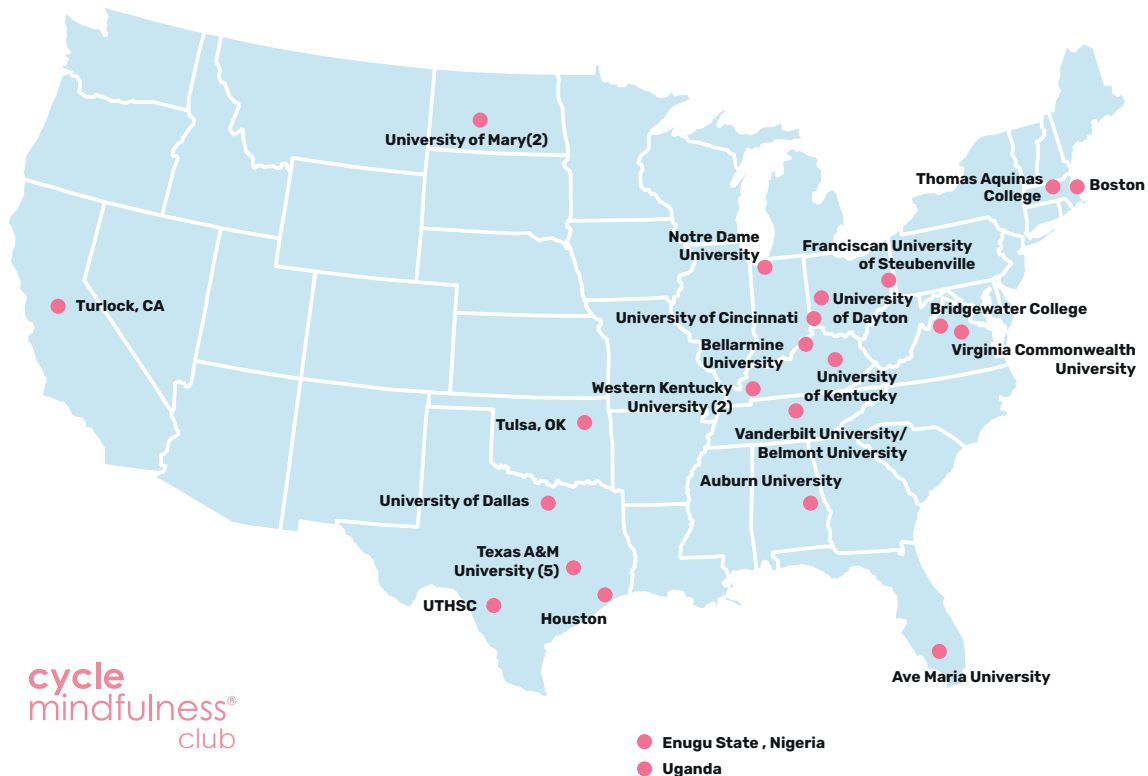 University of Mary(2)
Thomas Aquinas
College
Boston
Notre Dame
University
Franciscan University
of Steubenville
Turlock, CA
University
of Dayton
University of Cincinnati
Bridgewater College
Bellarmine
University
Virginia Commonwealth
University
University
of Kentucky
Western Kentucky
University (2)
Tulsa, OK
Vanderbilt University/
Belmont University
Auburn University
University of Dallas
Texas A&M
University (5)
UTHSC
Houston
Ave Maria University
cycle
mindfulness®
club
Enugu State , Nigeria
Uganda